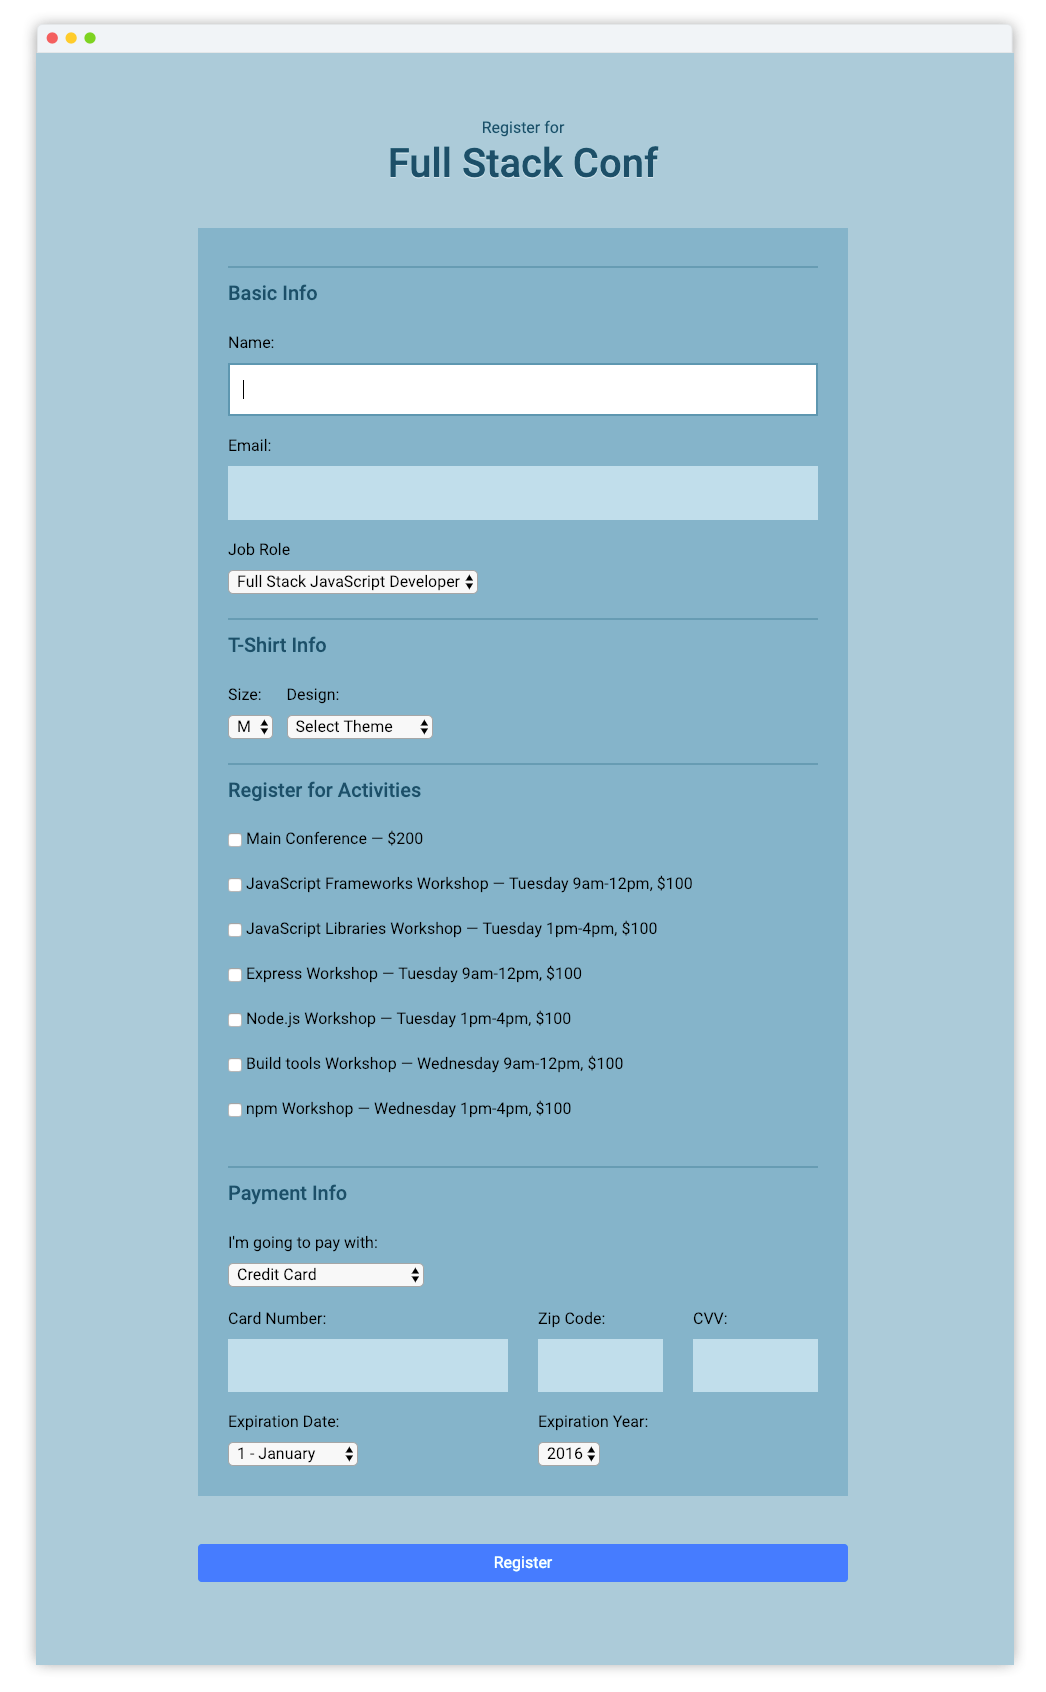 Register for
Full Stack Conf
Basic Info
Name:
Email:
Job Role
Full Stack JavaScript Developer
T-Shirt Info
Size: Design:
M Select Theme
Register for Activities
Main Conference — $200
JavaScript Frameworks Workshop — Tuesday 9am-12pm, $100
JavaScript Libraries Workshop — Tuesday 1pm-4pm, $100
Express Workshop — Tuesday 9am-12pm, $100
Node.js Workshop — Tuesday 1pm-4pm, $100
Build tools Workshop — Wednesday 9am-12pm, $100
npm Workshop — Wednesday 1pm-4pm, $100
Payment Info
I'm going to pay with:
Credit Card
Card Number: Zip Code: CVV:
Expiration Date: Expiration Year:
1 - January 2016
Register